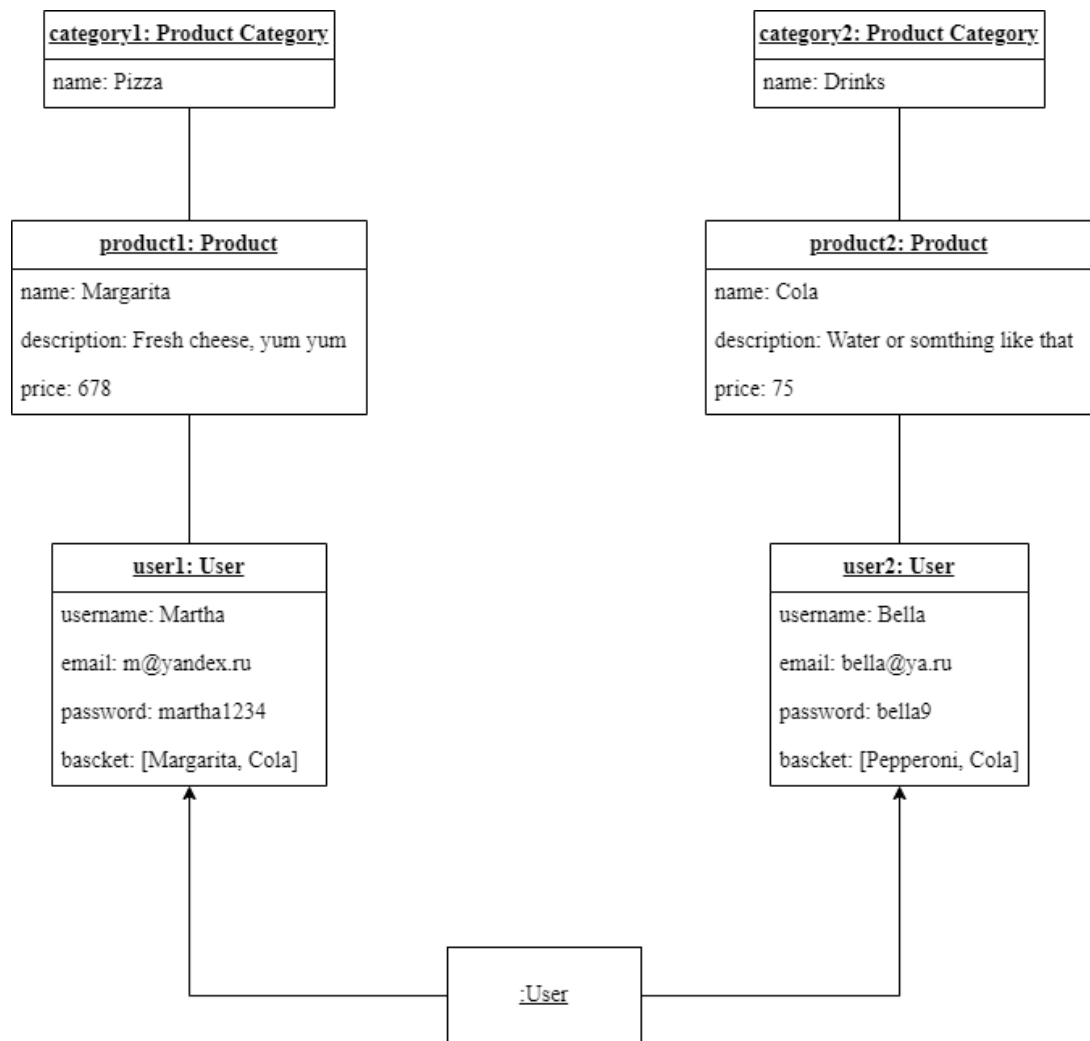 category1: Product Category
name: Pizza
category2: Product Category
name: Drinks
product1: Product
name: Margarita
description: Fresh cheese, yum yum
price: 678
product2: Product
name: Cola
description: Water or somthing like that
price: 75
user1: User
username: Martha
email: m@yandex.ru
password: martha1234
bascket: [Margarita, Cola]
user2: User
username: Bella
email: bella@ya.ru
password: bella9
bascket: [Pepperoni, Cola]
:User